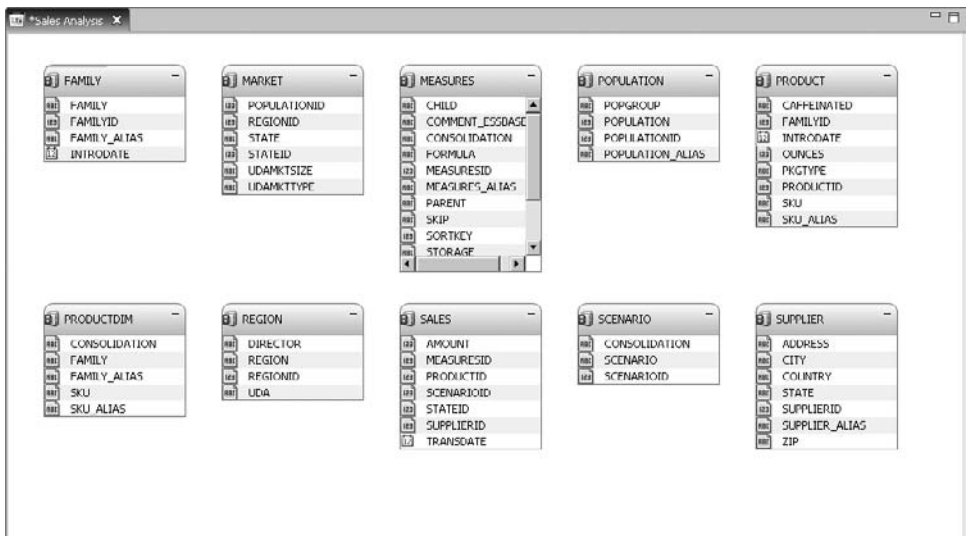 *Sales Analysis
FAMILY
FAMILY
FAMILYID
FAMILY_ALIAS
INTRODATE
MARKET
POPULATIONID
REGIONID
STATE
STATEID
UDAMKTSIZE
UDAMKTTYPE
MEASURES
CHILD
COMMENT_ESSBASE
CONSOLIDATION
FORMULA
MEASURESID
MEASURES_ALIAS
PARENT
SKIP
SORTKEY
STORAGE
POPULATION
POPGROUP
POPULATION
POPULATIONID
POPULATION_ALIAS
PRODUCT
CAFFEINATED
FAMILYID
INTRODATE
OUNCES
PKGTYPE
PRODUCTID
SKU
SKU_ALIAS
PRODUCTDIM
CONSOLIDATION
FAMILY
FAMILY_ALIAS
SKU
SKU_ALIAS
REGION
DIRECTOR
REGION
REGIONID
UDA
SALES
AMOUNT
MEASURESID
PRODUCTID
SCENARIOID
STATEID
SUPPLIERID
TRANSDATE
SCENARIO
CONSOLIDATION
SCENARIO
SCENARIOID
SUPPLIER
ADDRESS
CITY
COUNTRY
STATE
SUPPLIERID
SUPPLIER_ALIAS
ZIP